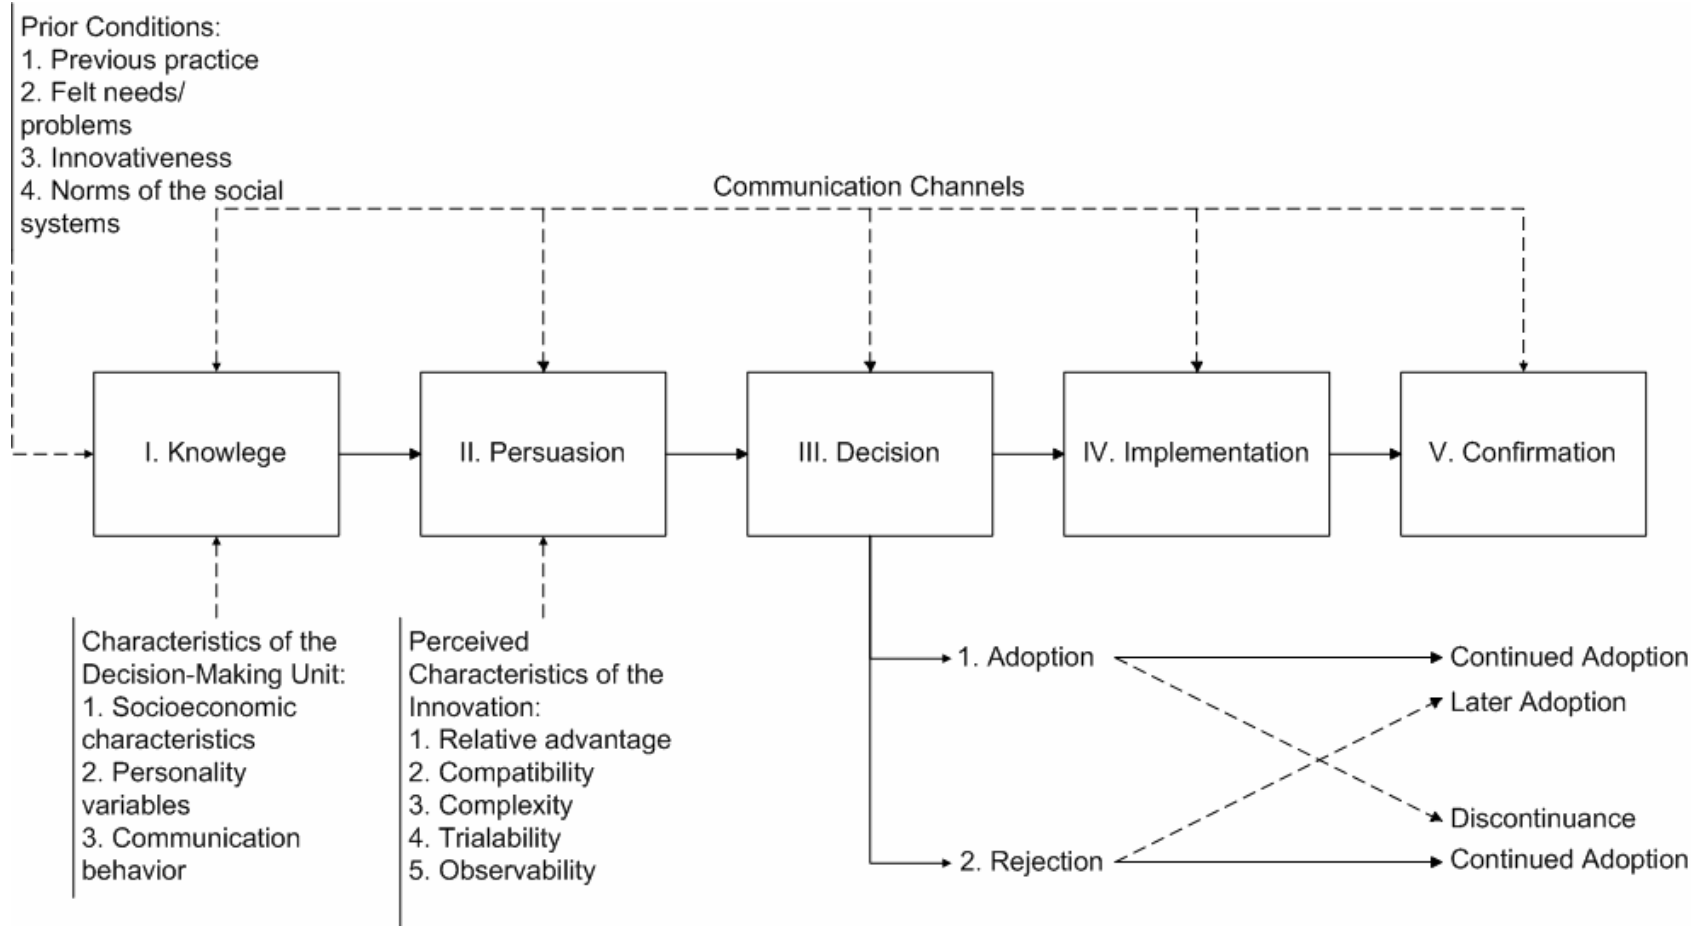 Prior Conditions:
1. Previous practice
2. Felt needs/
problems
3. Innovativeness
4. Norms of the social
systems
Communication Channels
I. Knowlege
II. Persuasion
III. Decision
IV. Implementation
V. Confirmation
Characteristics of the
Decision-Making Unit:
1. Socioeconomic
characteristics
2. Personality
variables
3. Communication
behavior
Perceived
Characteristics of the
Innovation:
1. Relative advantage
2. Compatibility
3. Complexity
4. Trialability
5. Observability
1. Adoption
2. Rejection
Continued Adoption
Later Adoption
Discontinuance
Continued Adoption